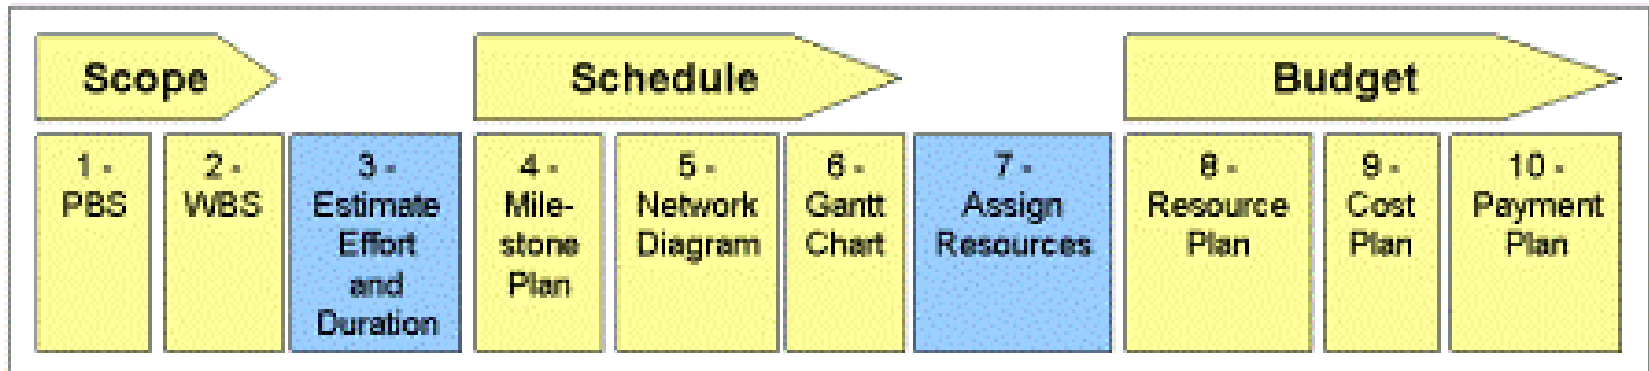 Scope
Schedule
Budget
1 -
PBS
2 -
WBS
3 -
Estimate
Effort
and
Duration
4 -
Mile-
stone
Plan
5 -
Network
Diagram
6 -
Gantt
Chart
7 -
Assign
Resources
8 -
Resource
Plan
9 -
Cost
Plan
10 -
Payment
Plan